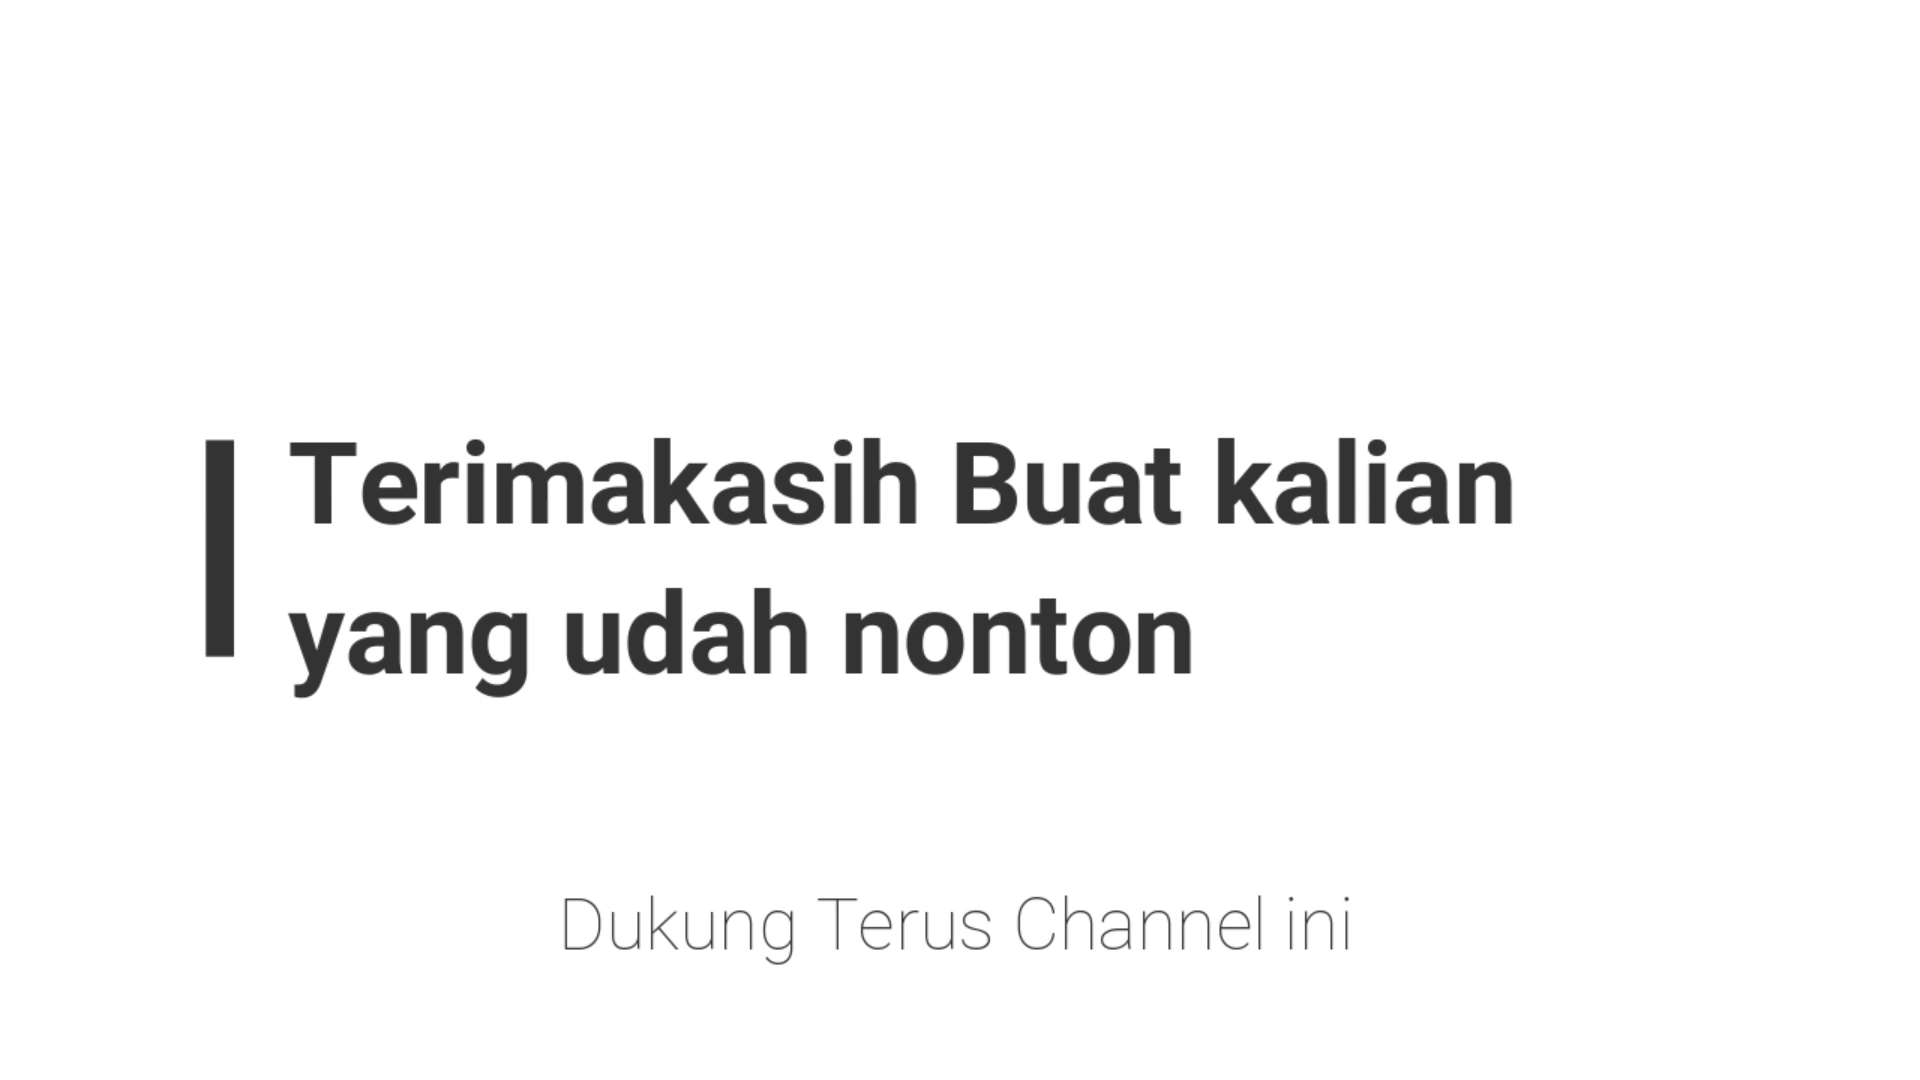 Terimakasih Buat kalian
yang udah nonton
Dukung Terus Channel ini